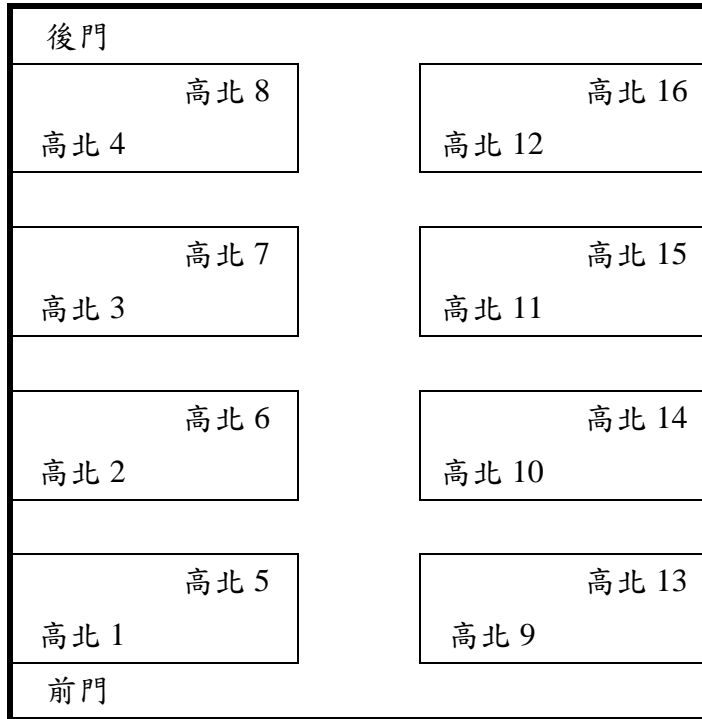 後門
高北 8
高北 16
高北 4
高北 12
高北 7
高北 15
高北 3
高北 11
高北 6
高北 14
高北 2
高北 10
高北 5
高北 13
高北 1
高北 9
前門